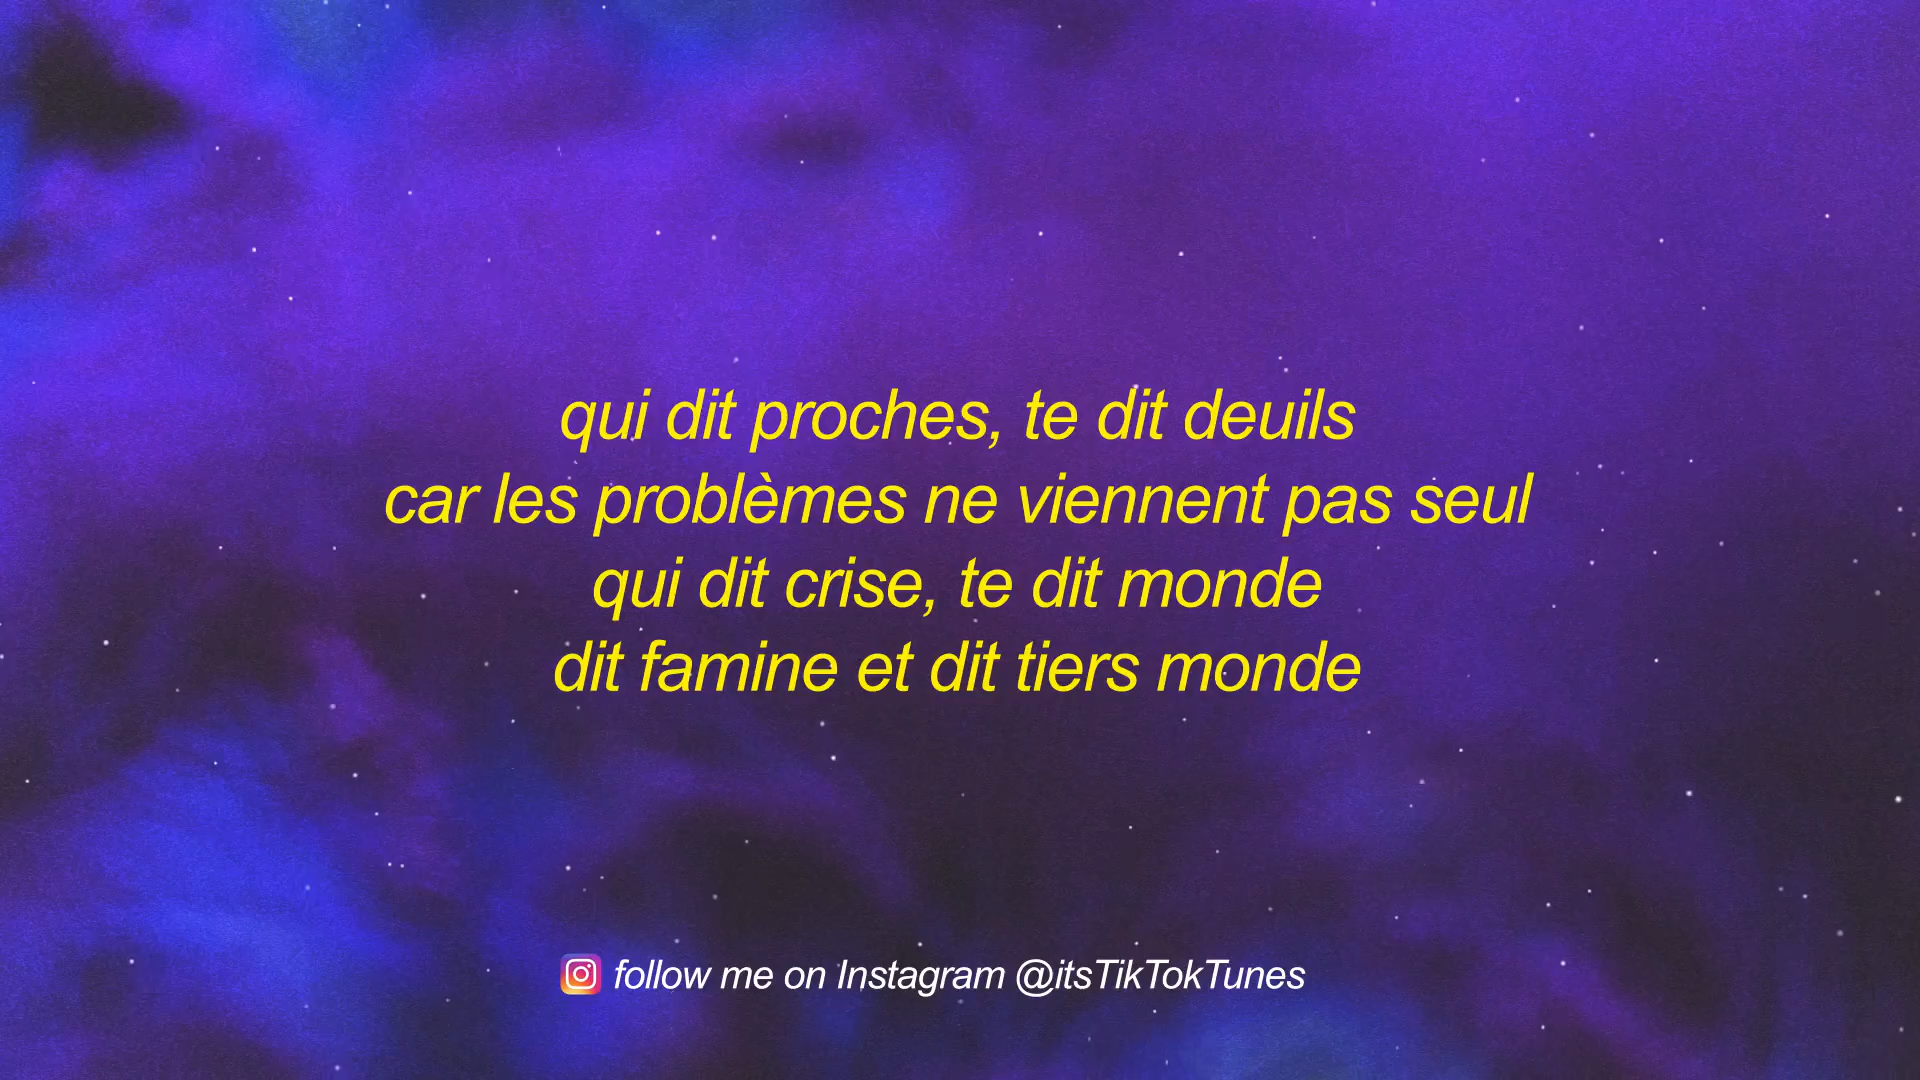 qui dit proches, te dit deuils
car les problèmes ne viennent pas seul
qui dit crise, te dit monde
dit famine et dit tiers monde
follow me on Instagram @itsTikTokTunes